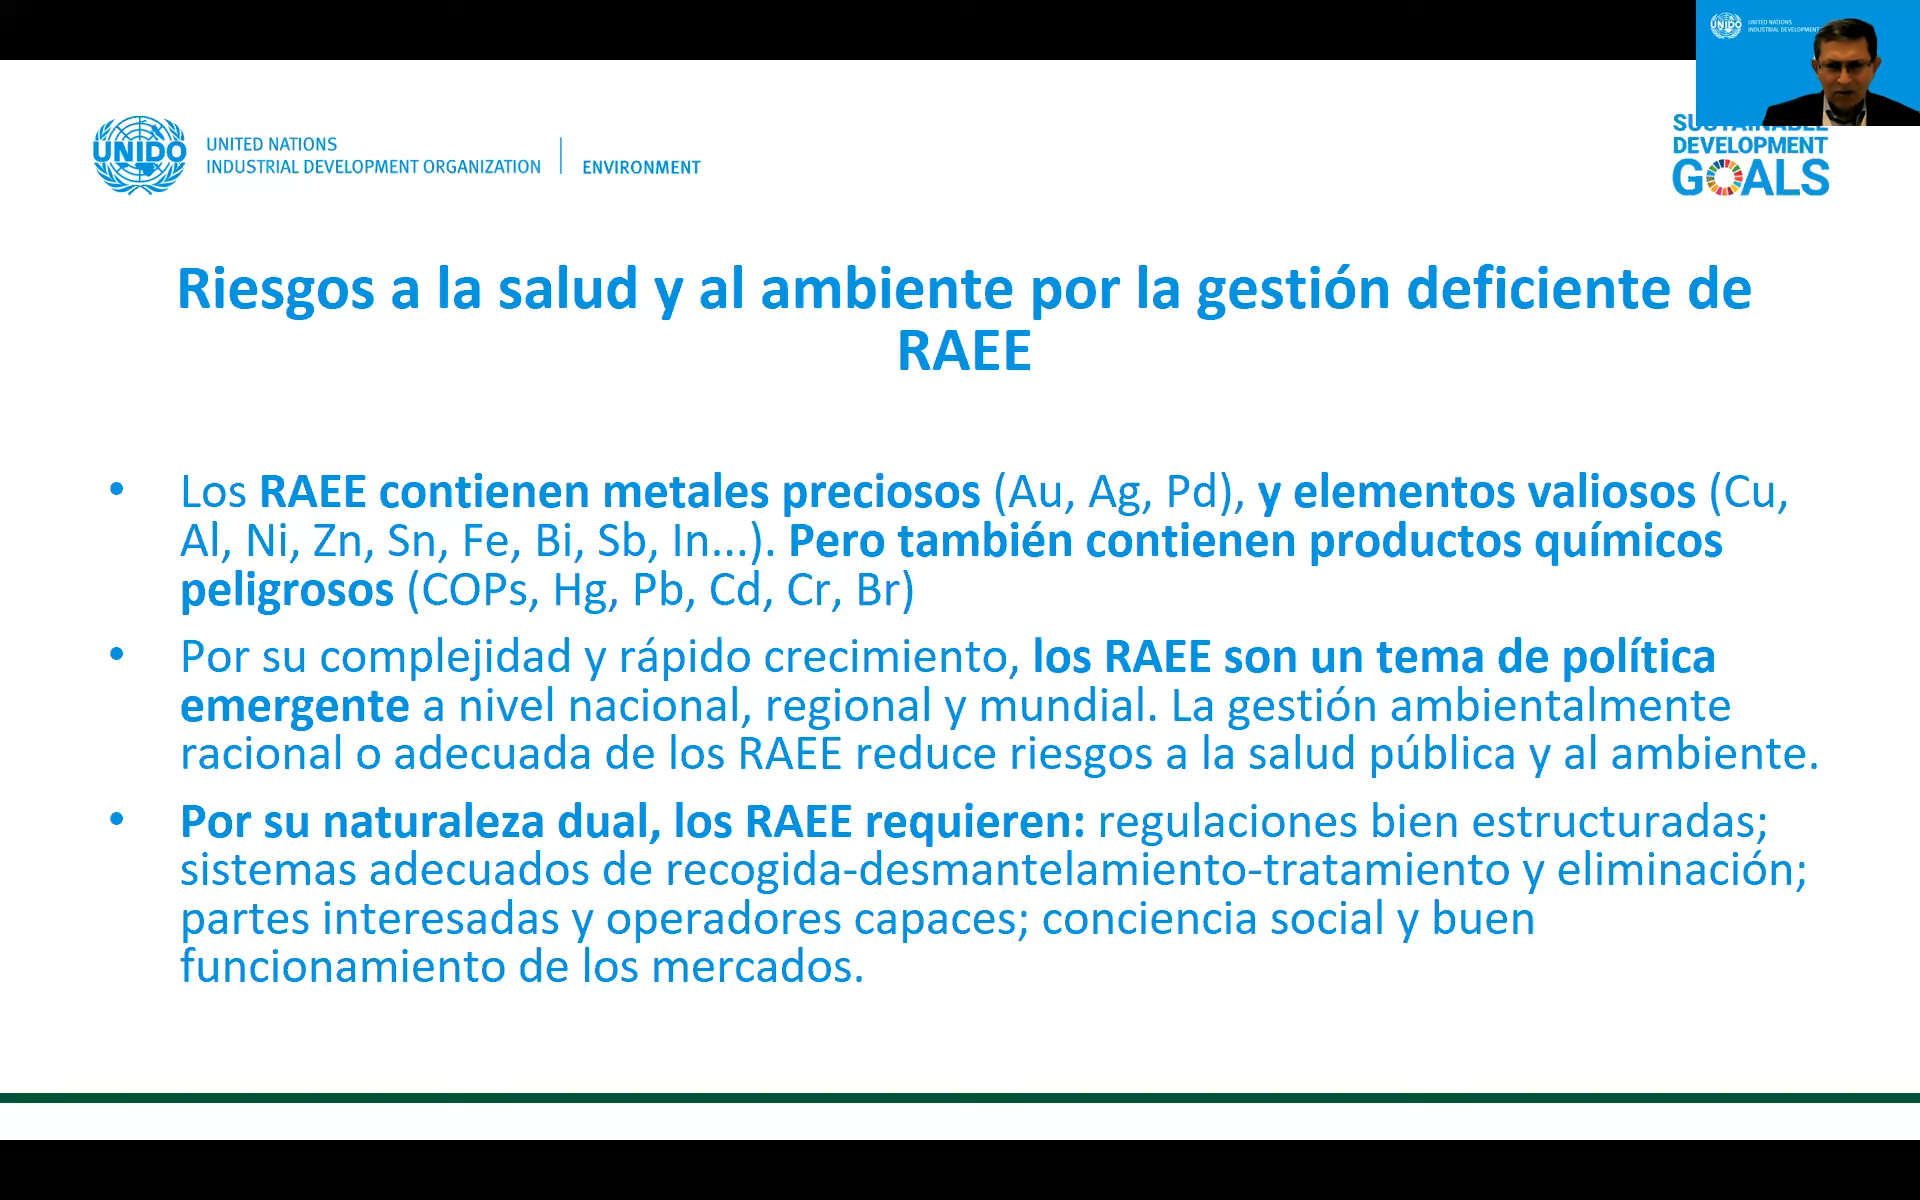 UNITED NATIONS
INDUSTRIAL DEVELOPMENT
UNIDO
UNITED NATIONS
INDUSTRIAL DEVELOPMENT ORGANIZATION
ENVIRONMENT
SUSTAINABLE
DEVELOPMENT
GOALS
Riesgos a la salud y al ambiente por la gestión deficiente de
RAEE
• Los RAEE contienen metales preciosos (Au, Ag, Pd), y elementos valiosos (Cu,
Al, Ni, Zn, Sn, Fe, Bi, Sb, In...). Pero también contienen productos químicos
peligrosos (COPs, Hg, Pb, Cd, Cr, Br)
• Por su complejidad y rápido crecimiento, los RAEE son un tema de política
emergente a nivel nacional, regional y mundial. La gestión ambientalmente
racional o adecuada de los RAEE reduce riesgos a la salud pública y al ambiente.
• Por su naturaleza dual, los RAEE requieren: regulaciones bien estructuradas;
sistemas adecuados de recogida-desmantelamiento-tratamiento y eliminación;
partes interesadas y operadores capaces; conciencia social y buen
funcionamiento de los mercados.